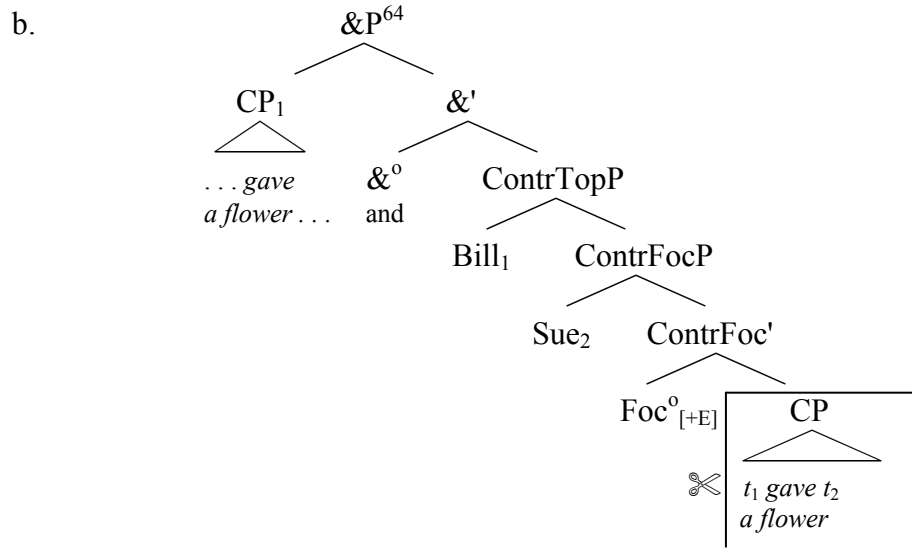 b. &P⁶⁴
CP₁ &'
. . . gave &º ContrTopP
a flower . . . and
Bill₁ ContrFocP
Sue₂ ContrFoc'
Focº[+E] CP
t₁ gave t₂
a flower